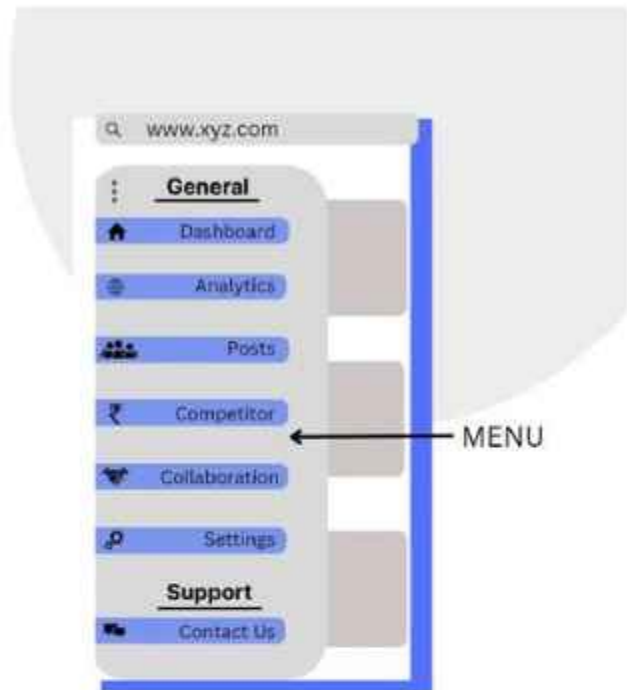 www.xyz.com
General
Dashboard
Analytics
Posts
Competitor
MENU
Collaboration
Settings
Support
Contact Us